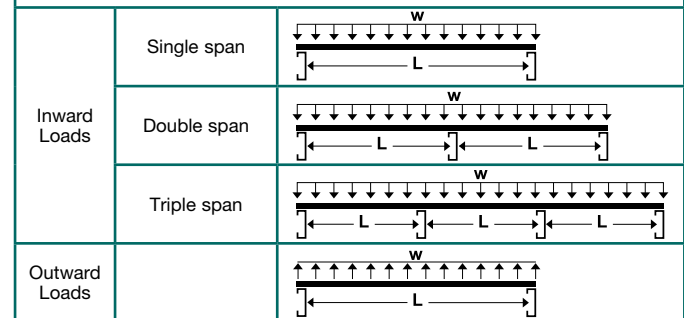 Inward
Loads
Single span
w
L
Double span
w
L L
Triple span
w
L L L
Outward
Loads
w
L